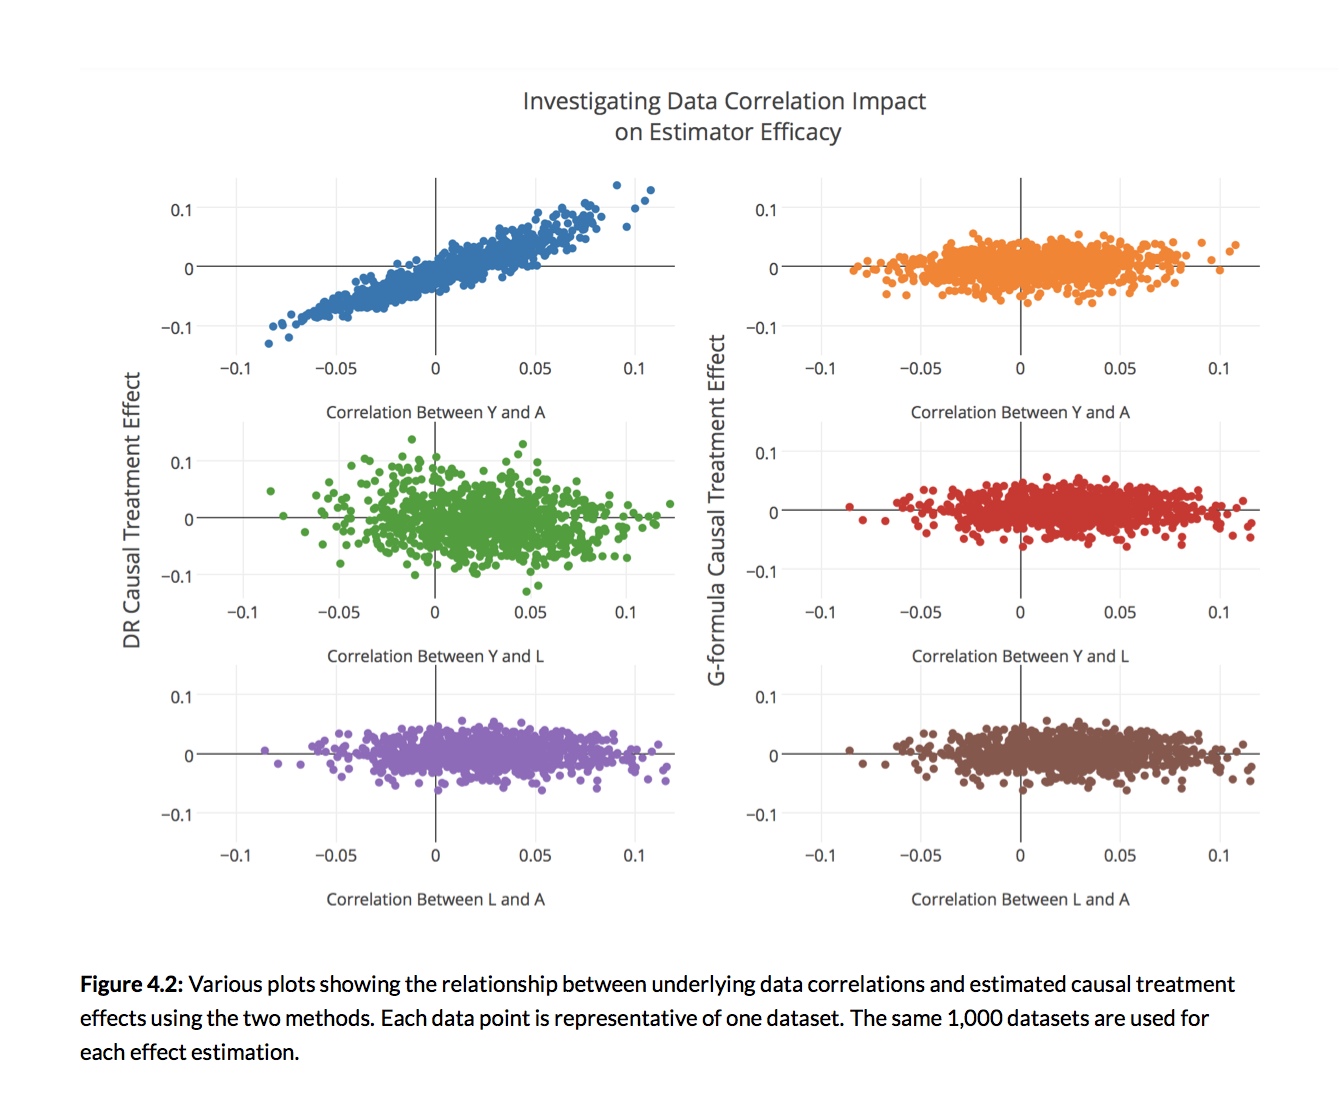 Investigating Data Correlation Impact
on Estimator Efficacy
DR Causal Treatment Effect
0.1
0
−0.1
−0.1 −0.05 0 0.05 0.1
Correlation Between Y and A
0.1
0
−0.1
−0.1 −0.05 0 0.05 0.1
Correlation Between Y and L
0.1
0
−0.1
−0.1 −0.05 0 0.05 0.1
Correlation Between L and A
G-formula Causal Treatment Effect
0.1
0
−0.1
−0.1 −0.05 0 0.05 0.1
Correlation Between Y and A
0.1
0
−0.1
−0.1 −0.05 0 0.05 0.1
Correlation Between Y and L
0.1
0
−0.1
−0.1 −0.05 0 0.05 0.1
Correlation Between L and A
Figure 4.2: Various plots showing the relationship between underlying data correlations and estimated causal treatment
effects using the two methods. Each data point is representative of one dataset. The same 1,000 datasets are used for
each effect estimation.